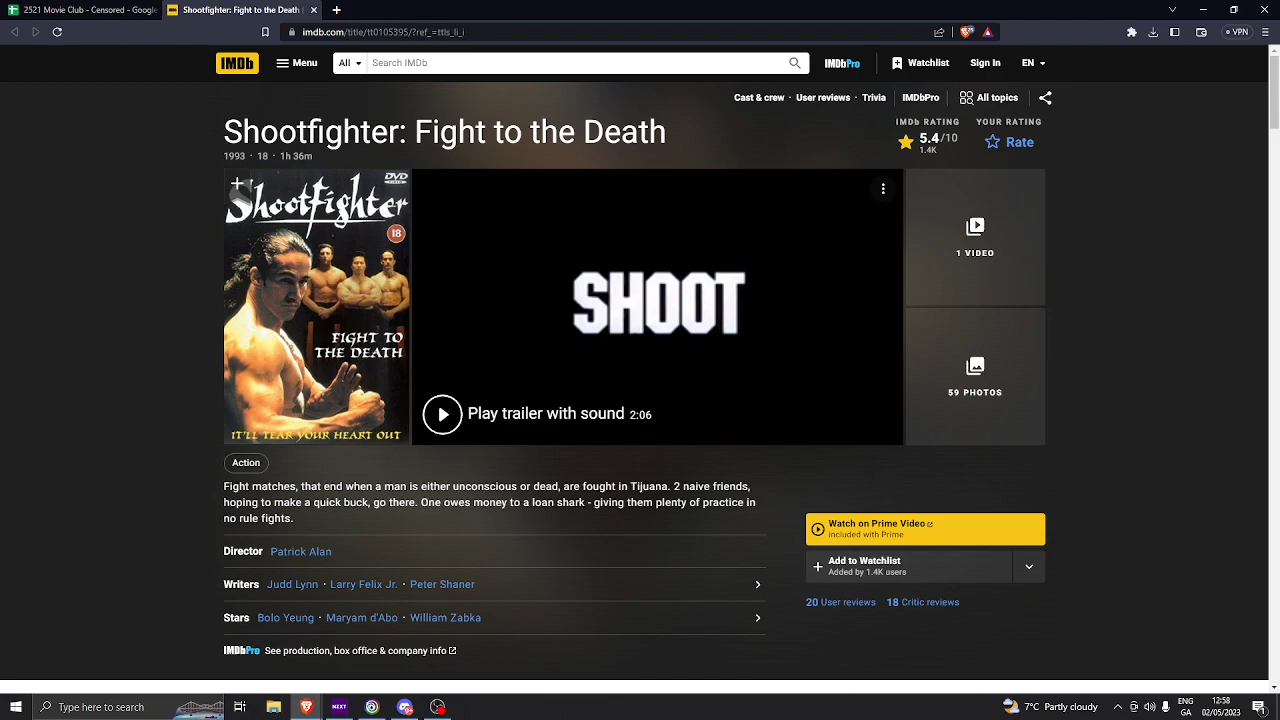 2521 Movie Club - Censored - Google
Shootfighter: Fight to the Death (
imdb.com/title/tt0105395/?ref_=ttls_li_i
VPN
IMDb
Menu
All
Search IMDb
IMDbPro
Watchlist
Sign In
EN
Cast & crew · User reviews · Trivia
IMDbPro
All topics
Shootfighter: Fight to the Death
1993 · 18 · 1h 36m
IMDb RATING
YOUR RATING
5.4/10
1.4K
Rate
DVD
VIDEO
Shootfighter
18
FIGHT TO
THE DEATH
IT'LL TEAR YOUR HEART OUT
SHOOT
Play trailer with sound 2:06
1 VIDEO
59 PHOTOS
Action
Fight matches, that end when a man is either unconscious or dead, are fought in Tijuana. 2 naive friends,
hoping to make a quick buck, go there. One owes money to a loan shark - giving them plenty of practice in
no rule fights.
Director Patrick Alan
Writers Judd Lynn · Larry Felix Jr. · Peter Shaner
Stars Bolo Yeung · Maryam d'Abo · William Zabka
IMDbPro See production, box office & company info
Watch on Prime Video
included with Prime
Add to Watchlist
Added by 1.4K users
20 User reviews 18 Critic reviews
Type here to search
NEXT
7°C Partly cloudy
ENG
GA
12:58
02/05/2023